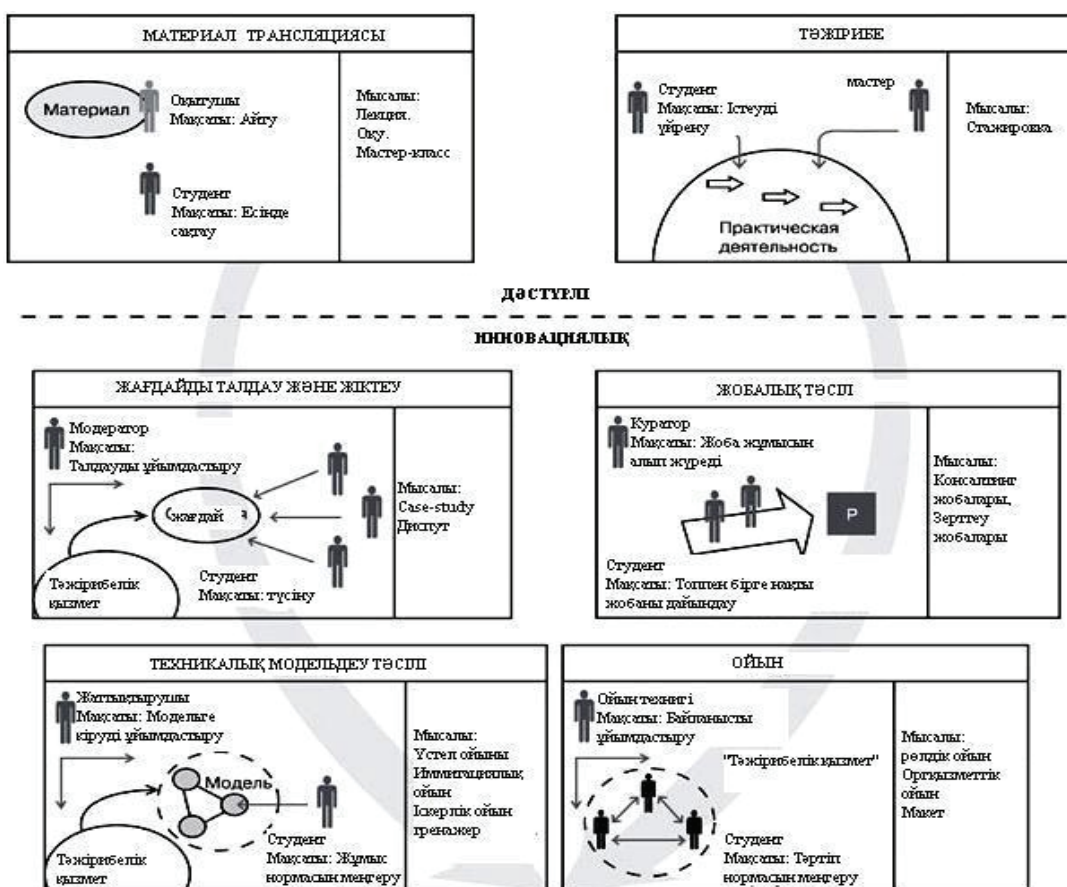 МАТЕРИАЛ ТРАНСЛЯЦИЯСЫ
Материал
Оқытушы
Мақсаты: Айту
Студент
Мақсаты: Есінде
сақтау
Мысалы:
Лекция.
Оқу.
Мастер-класс
ТӘЖІРИБЕ
Студент
Мақсаты: Істеуді
үйрену
мастер
Практическая
деятельность
Мысалы:
Стажировка
ДӘСТҮРЛІ
ИННОВАЦИЯЛЫҚ
ЖАҒДАЙДЫ ТАЛДАУ ЖӘНЕ ЖІКТЕУ
Модератор
Мақсаты:
Талдауды ұйымдастыру
жағдай
Тәжірибелік
қызмет
Студент
Мақсаты: түсіну
Мысалы:
Case-study
Диспут
ЖОБАЛЫҚ ТӘСІЛ
Куратор
Мақсаты: Жоба жұмысын
алып жүреді
Р
Студент
Мақсаты: Топпен бірге нақты
жобаны дайындау
Мысалы:
Консалтинг
жобалары,
Зерттеу
жобалары
ТЕХНИКАЛЫҚ МОДЕЛЬДЕУ ТӘСІЛІ
Жаттықтырушы
Мақсаты: Модельге
кіруді ұйымдастыру
Модель
Тәжірибелік
қызмет
Студент
Мақсаты: Жұмыс
нормасын меңгеру
Мысалы:
Үстел ойыны
Иммитациялық
ойын
Іскерлік ойын
тренажер
ОЙЫН
Ойын технигі
Мақсаты: Байланысты
ұйымдастыру
"Тәжірибелік қызмет"
Студент
Мақсаты: Тәртіп
нормасын меңгеру
Мысалы:
рөлдік ойын
Оргқызметтік
ойын
Макет